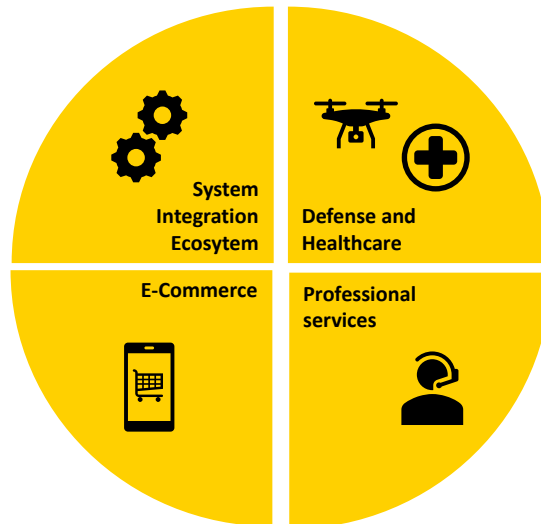 System
Integration
Ecosytem
Defense and
Healthcare
E-Commerce
Professional
services